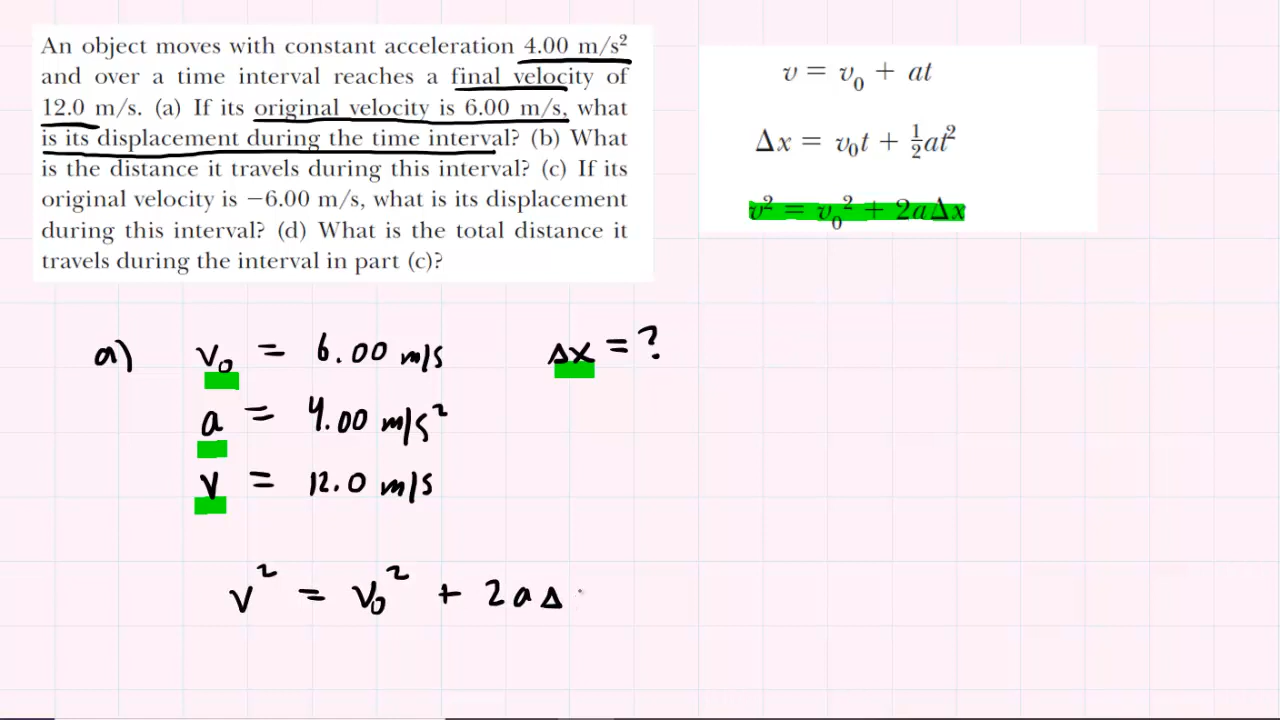 An object moves with constant acceleration 4.00 m/s²
and over a time interval reaches a final velocity of
12.0 m/s. (a) If its original velocity is 6.00 m/s, what
is its displacement during the time interval? (b) What
is the distance it travels during this interval? (c) If its
original velocity is −6.00 m/s, what is its displacement
during this interval? (d) What is the total distance it
travels during the interval in part (c)?
v = v₀ + at
Δx = v₀t + ½at²
v² = v₀² + 2aΔx
a) v₀ = 6.00 m/s Δx = ?
a = 4.00 m/s²
v = 12.0 m/s
v² = v₀² + 2aΔ